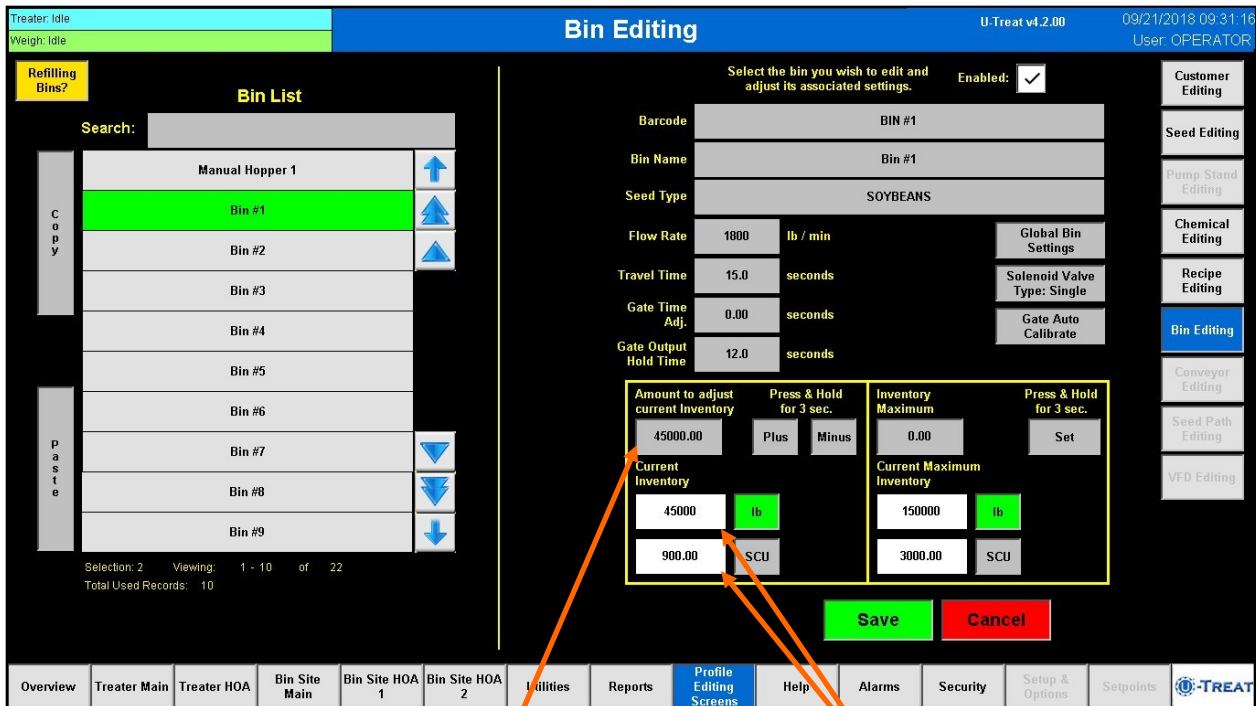 Treater: Idle
Weigh: Idle
Bin Editing
U-Treat v4.2.00
09/21/2018 09:31:16
User: OPERATOR
Refilling
Bins?
Bin List
Search:
Copy
Paste
Manual Hopper 1
Bin #1
Bin #2
Bin #3
Bin #4
Bin #5
Bin #6
Bin #7
Bin #8
Bin #9
Selection: 2 Viewing: 1 - 10 of 22
Total Used Records: 10
Select the bin you wish to edit and
adjust its associated settings.
Enabled:
Barcode BIN #1
Bin Name Bin #1
Seed Type SOYBEANS
Flow Rate 1800 lb / min
Travel Time 15.0 seconds
Gate Time
Adj. 0.00 seconds
Gate Output
Hold Time 12.0 seconds
Global Bin
Settings
Solenoid Valve
Type: Single
Gate Auto
Calibrate
Amount to adjust
current Inventory
Press & Hold
for 3 sec.
45000.00 Plus Minus
Current
Inventory
45000 lb
900.00 SCU
Inventory
Maximum
Press & Hold
for 3 sec.
0.00 Set
Current Maximum
Inventory
150000 lb
3000.00 SCU
Save Cancel
Customer
Editing
Seed Editing
Pump Stand
Editing
Chemical
Editing
Recipe
Editing
Bin Editing
Conveyor
Editing
Seed Path
Editing
VFD Editing
Overview
Treater Main
Treater HOA
Bin Site
Main
Bin Site HOA
1
Bin Site HOA
2
Utilities
Reports
Profile
Editing
Screens
Help
Alarms
Security
Setup &
Options
Setpoints
U-TREAT